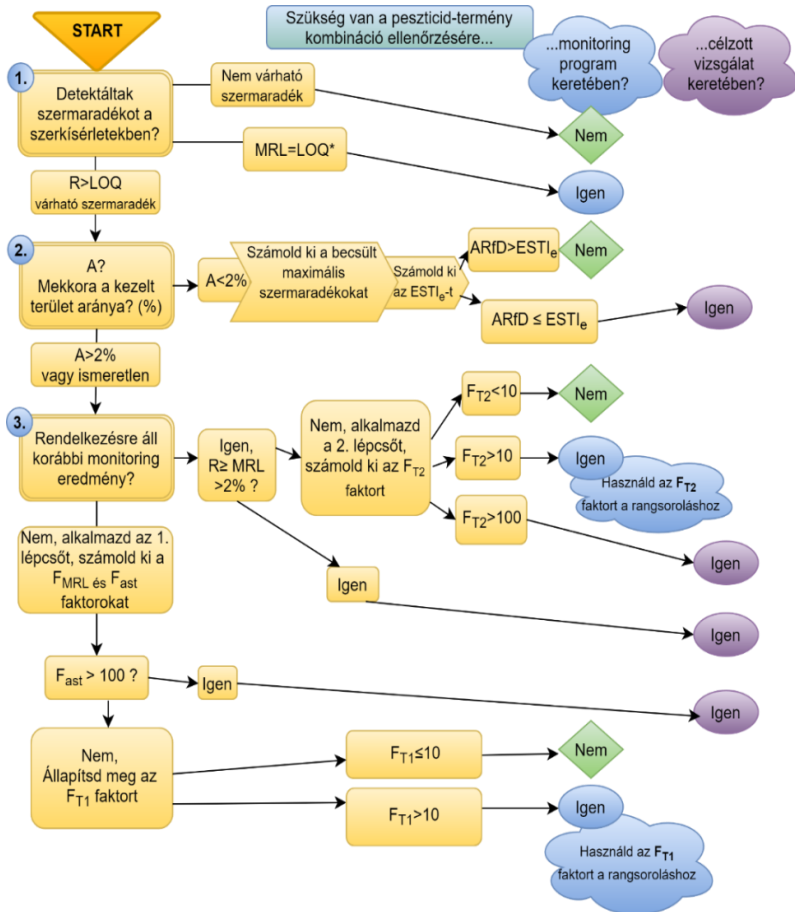 START
Szükség van a peszticid-termény
kombináció ellenőrzésére...
...monitoring
program
keretében?
...célzott
vizsgálat
keretében?
1.
Detektáltak
szermaradékot a
szerkísérletekben?
Nem várható
szermaradék
Nem
MRL=LOQ*
Igen
R>LOQ
várható szermaradék
2.
A?
Mekkora a kezelt
terület aránya? (%)
A<2%
Számold ki a becsült
maximális
szermaradékokat
Számold ki
az ESTIe-t
ARfD>ESTIe
Nem
ARfD ≤ ESTIe
Igen
A>2%
vagy ismeretlen
3.
Rendelkezésre áll
korábbi monitoring
eredmény?
Igen,
R≥ MRL
>2% ?
Nem, alkalmazd
a 2. lépcsőt,
számold ki az FT2
faktort
FT2<10
Nem
FT2>10
Igen
Használd az FT2
faktort a rangsoroláshoz
FT2>100
Igen
Igen
Igen
Nem, alkalmazd az 1.
lépcsőt, számold ki a
FMRL és Fast
faktorokat
Fast > 100 ?
Igen
Igen
Nem,
Állapítsd meg az
FT1 faktort
FT1≤10
Nem
FT1>10
Igen
Használd az FT1
faktort a rangsoroláshoz